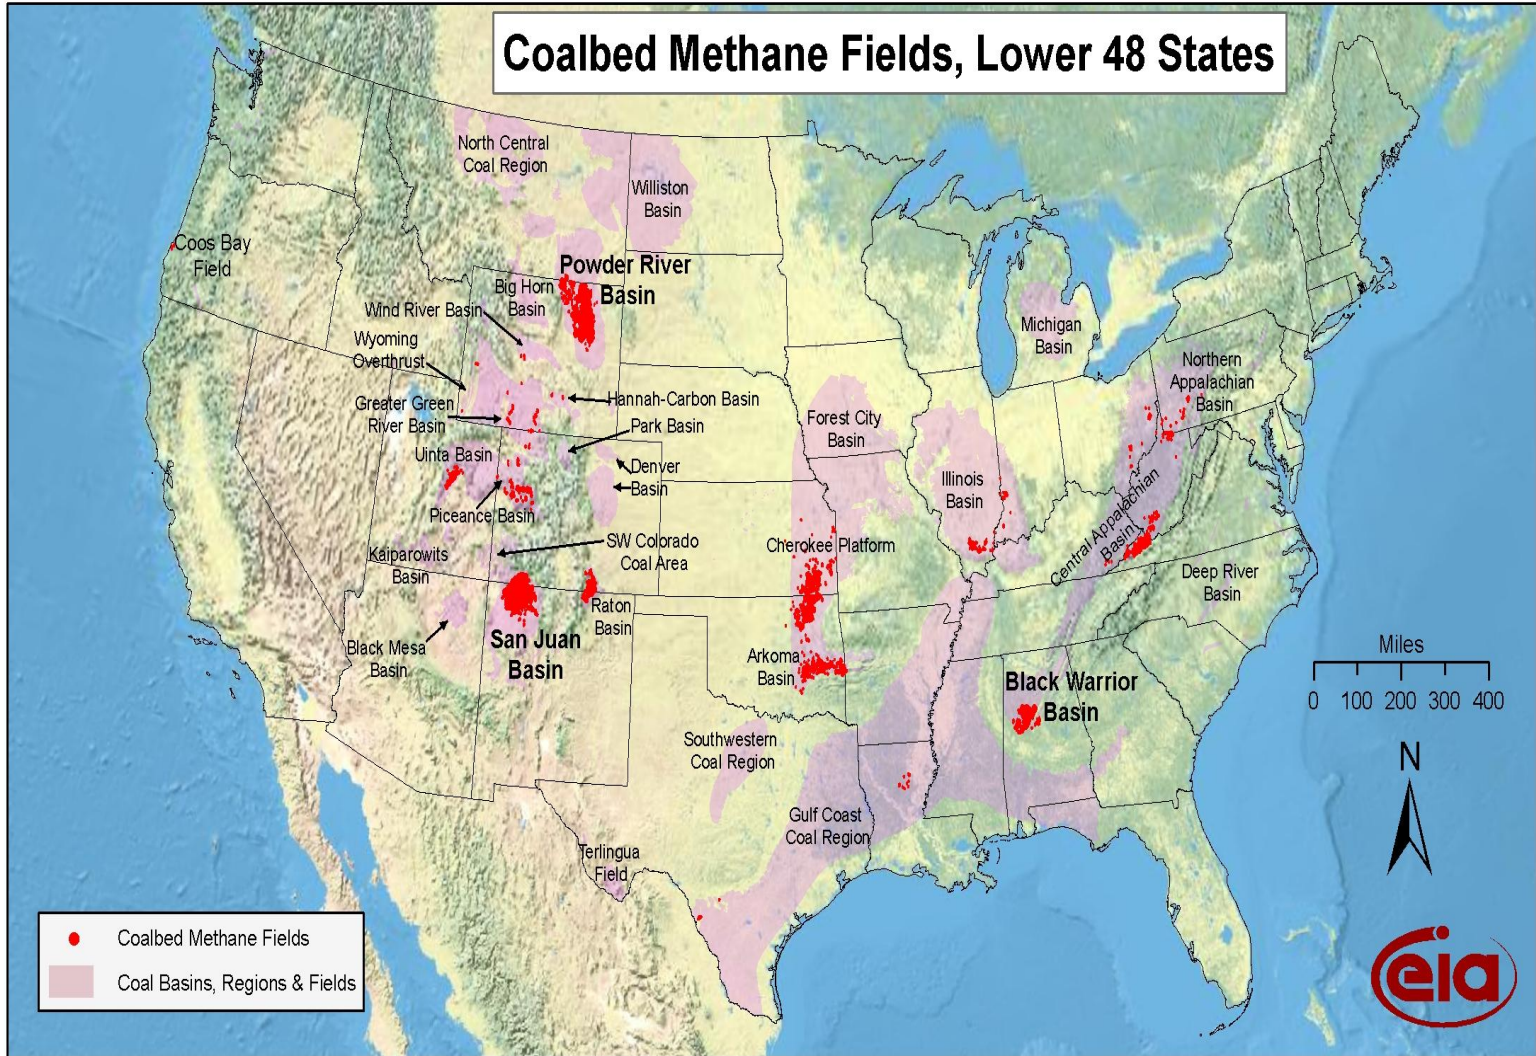 Coalbed Methane Fields, Lower 48 States
North Central
Coal Region
Williston
Basin
Coos Bay
Field
Powder River
Basin
Big Horn
Basin
Wind River Basin
Wyoming
Overthrust
Michigan
Basin
Northern
Appalachian
Basin
Greater Green
River Basin
Hannah-Carbon Basin
Park Basin
Forest City
Basin
Uinta Basin
Denver
Basin
Illinois
Basin
Piceance Basin
Central Appalachian
Basin
Kaiparowits
Basin
SW Colorado
Coal Area
Cherokee Platform
Deep River
Basin
Raton
Basin
San Juan
Basin
Black Mesa
Basin
Arkoma
Basin
Black Warrior
Basin
Miles
0 100 200 300 400
Southwestern
Coal Region
N
Gulf Coast
Coal Region
Terlingua
Field
Coalbed Methane Fields
Coal Basins, Regions & Fields
eia